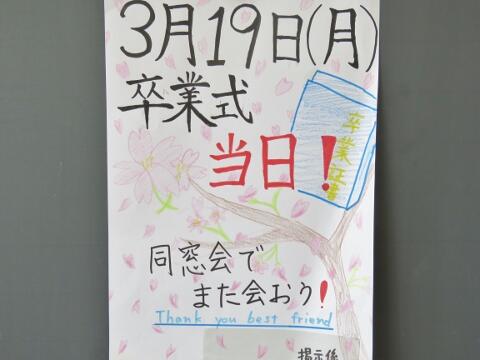 3月19日(月)
卒業式
当日!
卒業証書
同窓会で
また会おう!
Thank you best friend
掲示係